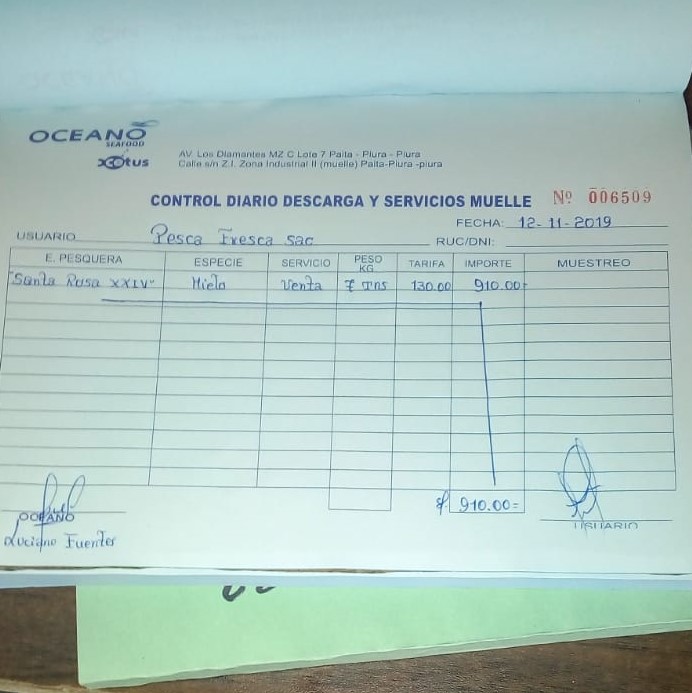 OCEANO
SEAFOOD
XOTUS
AV. Los Diamantes MZ C Lote 7 Paita - Piura - Piura
Calle s/n Z.I. Zona Industrial II (muelle) Paita-Piura -piura
CONTROL DIARIO DESCARGA Y SERVICIOS MUELLE Nº 006509
FECHA: 12-11-2019
USUARIO Pesca Fresca sac RUC/DNI:
E. PESQUERA ESPECIE SERVICIO PESO KG TARIFA IMPORTE MUESTREO
"Santa Rosa XXIV" Hielo Venta 7 Tns 130.00 910.00=
$ 910.00=
OCEANO USUARIO
Luciano Fuentes